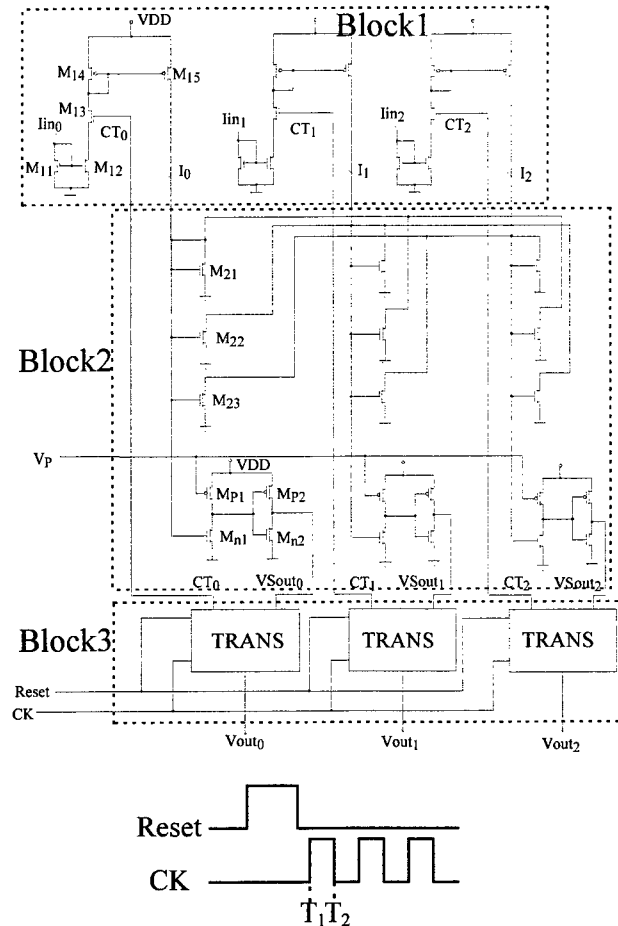 Block1
VDD
M14
M15
M13
Iin0
CT0
M11
M12
I0
Iin1
CT1
I1
Iin2
CT2
I2
Block2
M21
M22
M23
VP
VDD
MP1
MP2
Mn1
Mn2
CT0
VSout0
CT1
VSout1
CT2
VSout2
Block3
TRANS
TRANS
TRANS
Reset
CK
Vout0
Vout1
Vout2
Reset
CK
T1
T2